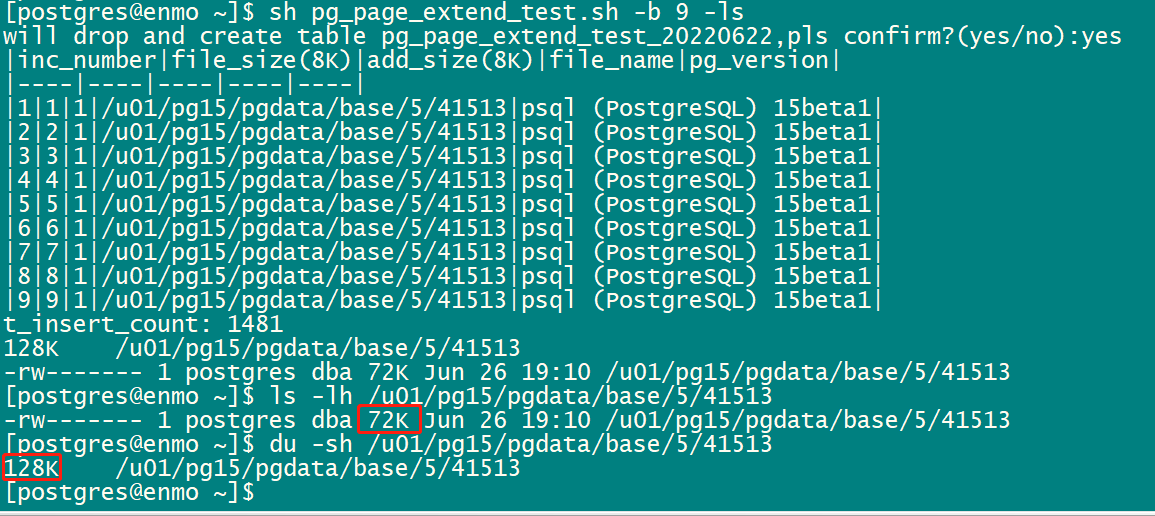 [postgres@enmo ~]$ sh pg_page_extend_test.sh -b 9 -ls
will drop and create table pg_page_extend_test_20220622,pls confirm?(yes/no):yes
|inc_number|file_size(8K)|add_size(8K)|file_name|pg_version|
|----|----|----|----|----|
|1|1|1|/u01/pg15/pgdata/base/5/41513|psql (PostgreSQL) 15beta1|
|2|2|1|/u01/pg15/pgdata/base/5/41513|psql (PostgreSQL) 15beta1|
|3|3|1|/u01/pg15/pgdata/base/5/41513|psql (PostgreSQL) 15beta1|
|4|4|1|/u01/pg15/pgdata/base/5/41513|psql (PostgreSQL) 15beta1|
|5|5|1|/u01/pg15/pgdata/base/5/41513|psql (PostgreSQL) 15beta1|
|6|6|1|/u01/pg15/pgdata/base/5/41513|psql (PostgreSQL) 15beta1|
|7|7|1|/u01/pg15/pgdata/base/5/41513|psql (PostgreSQL) 15beta1|
|8|8|1|/u01/pg15/pgdata/base/5/41513|psql (PostgreSQL) 15beta1|
|9|9|1|/u01/pg15/pgdata/base/5/41513|psql (PostgreSQL) 15beta1|
t_insert_count: 1481
128K    /u01/pg15/pgdata/base/5/41513
-rw------- 1 postgres dba 72K Jun 26 19:10 /u01/pg15/pgdata/base/5/41513
[postgres@enmo ~]$ ls -lh /u01/pg15/pgdata/base/5/41513
-rw------- 1 postgres dba 72K Jun 26 19:10 /u01/pg15/pgdata/base/5/41513
[postgres@enmo ~]$ du -sh /u01/pg15/pgdata/base/5/41513
128K    /u01/pg15/pgdata/base/5/41513
[postgres@enmo ~]$